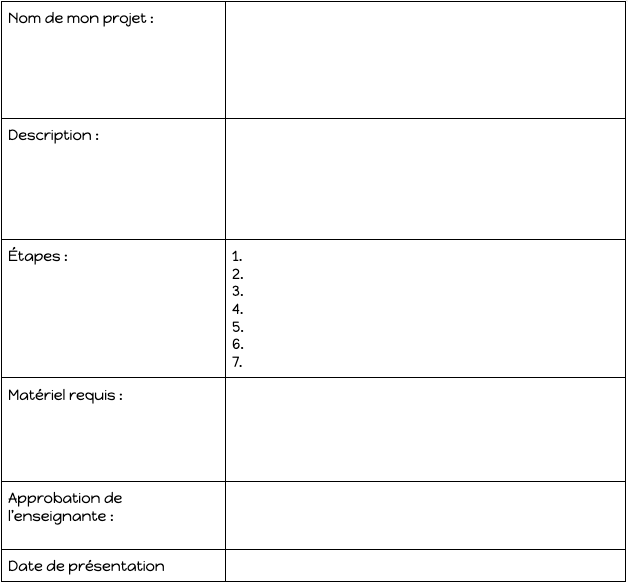 Nom de mon projet :
Description :
Étapes :
1.
2.
3.
4.
5.
6.
7.
Matériel requis :
Approbation de
l'enseignante :
Date de présentation